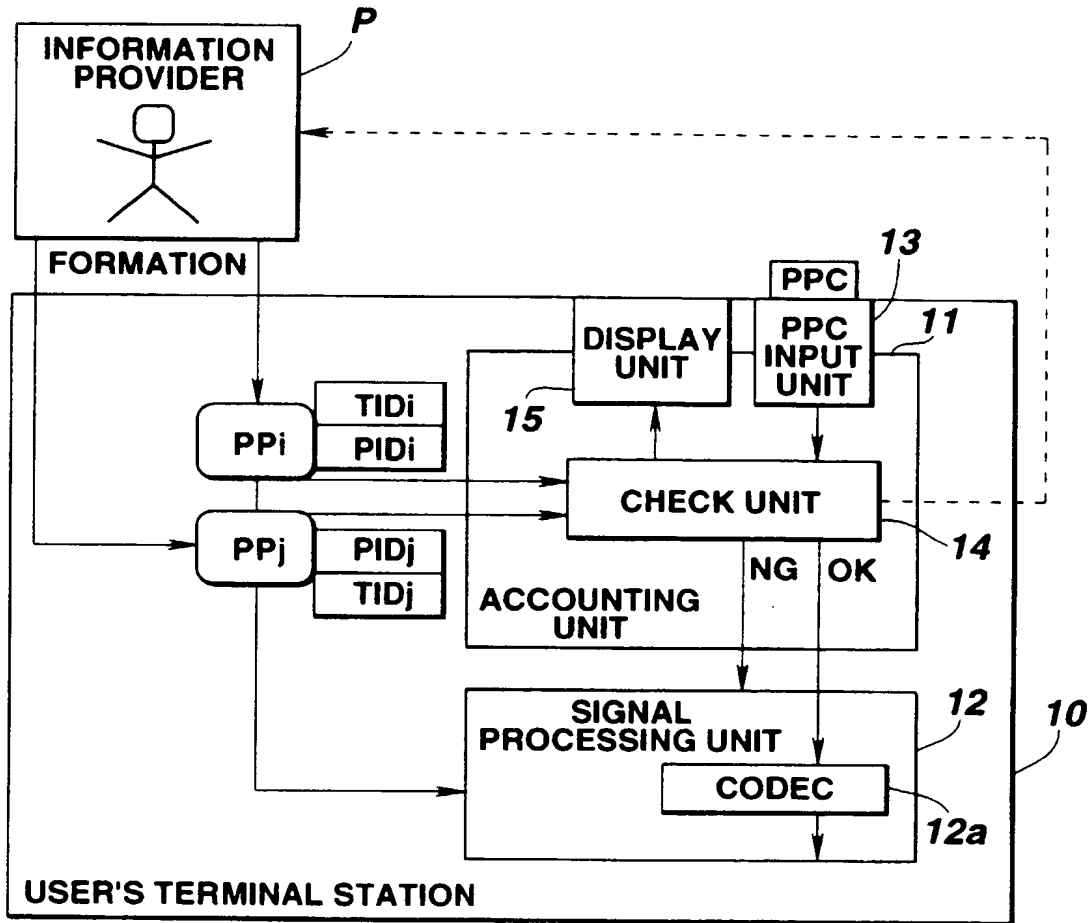 P
INFORMATION
PROVIDER
FORMATION
13
PPC
11
DISPLAY
UNIT
PPC
INPUT
UNIT
15
TIDi
PPi
PIDi
CHECK UNIT
PPj
PIDj
14
TIDj
NG
OK
ACCOUNTING
UNIT
SIGNAL
PROCESSING UNIT
12
10
CODEC
12a
USER'S TERMINAL STATION